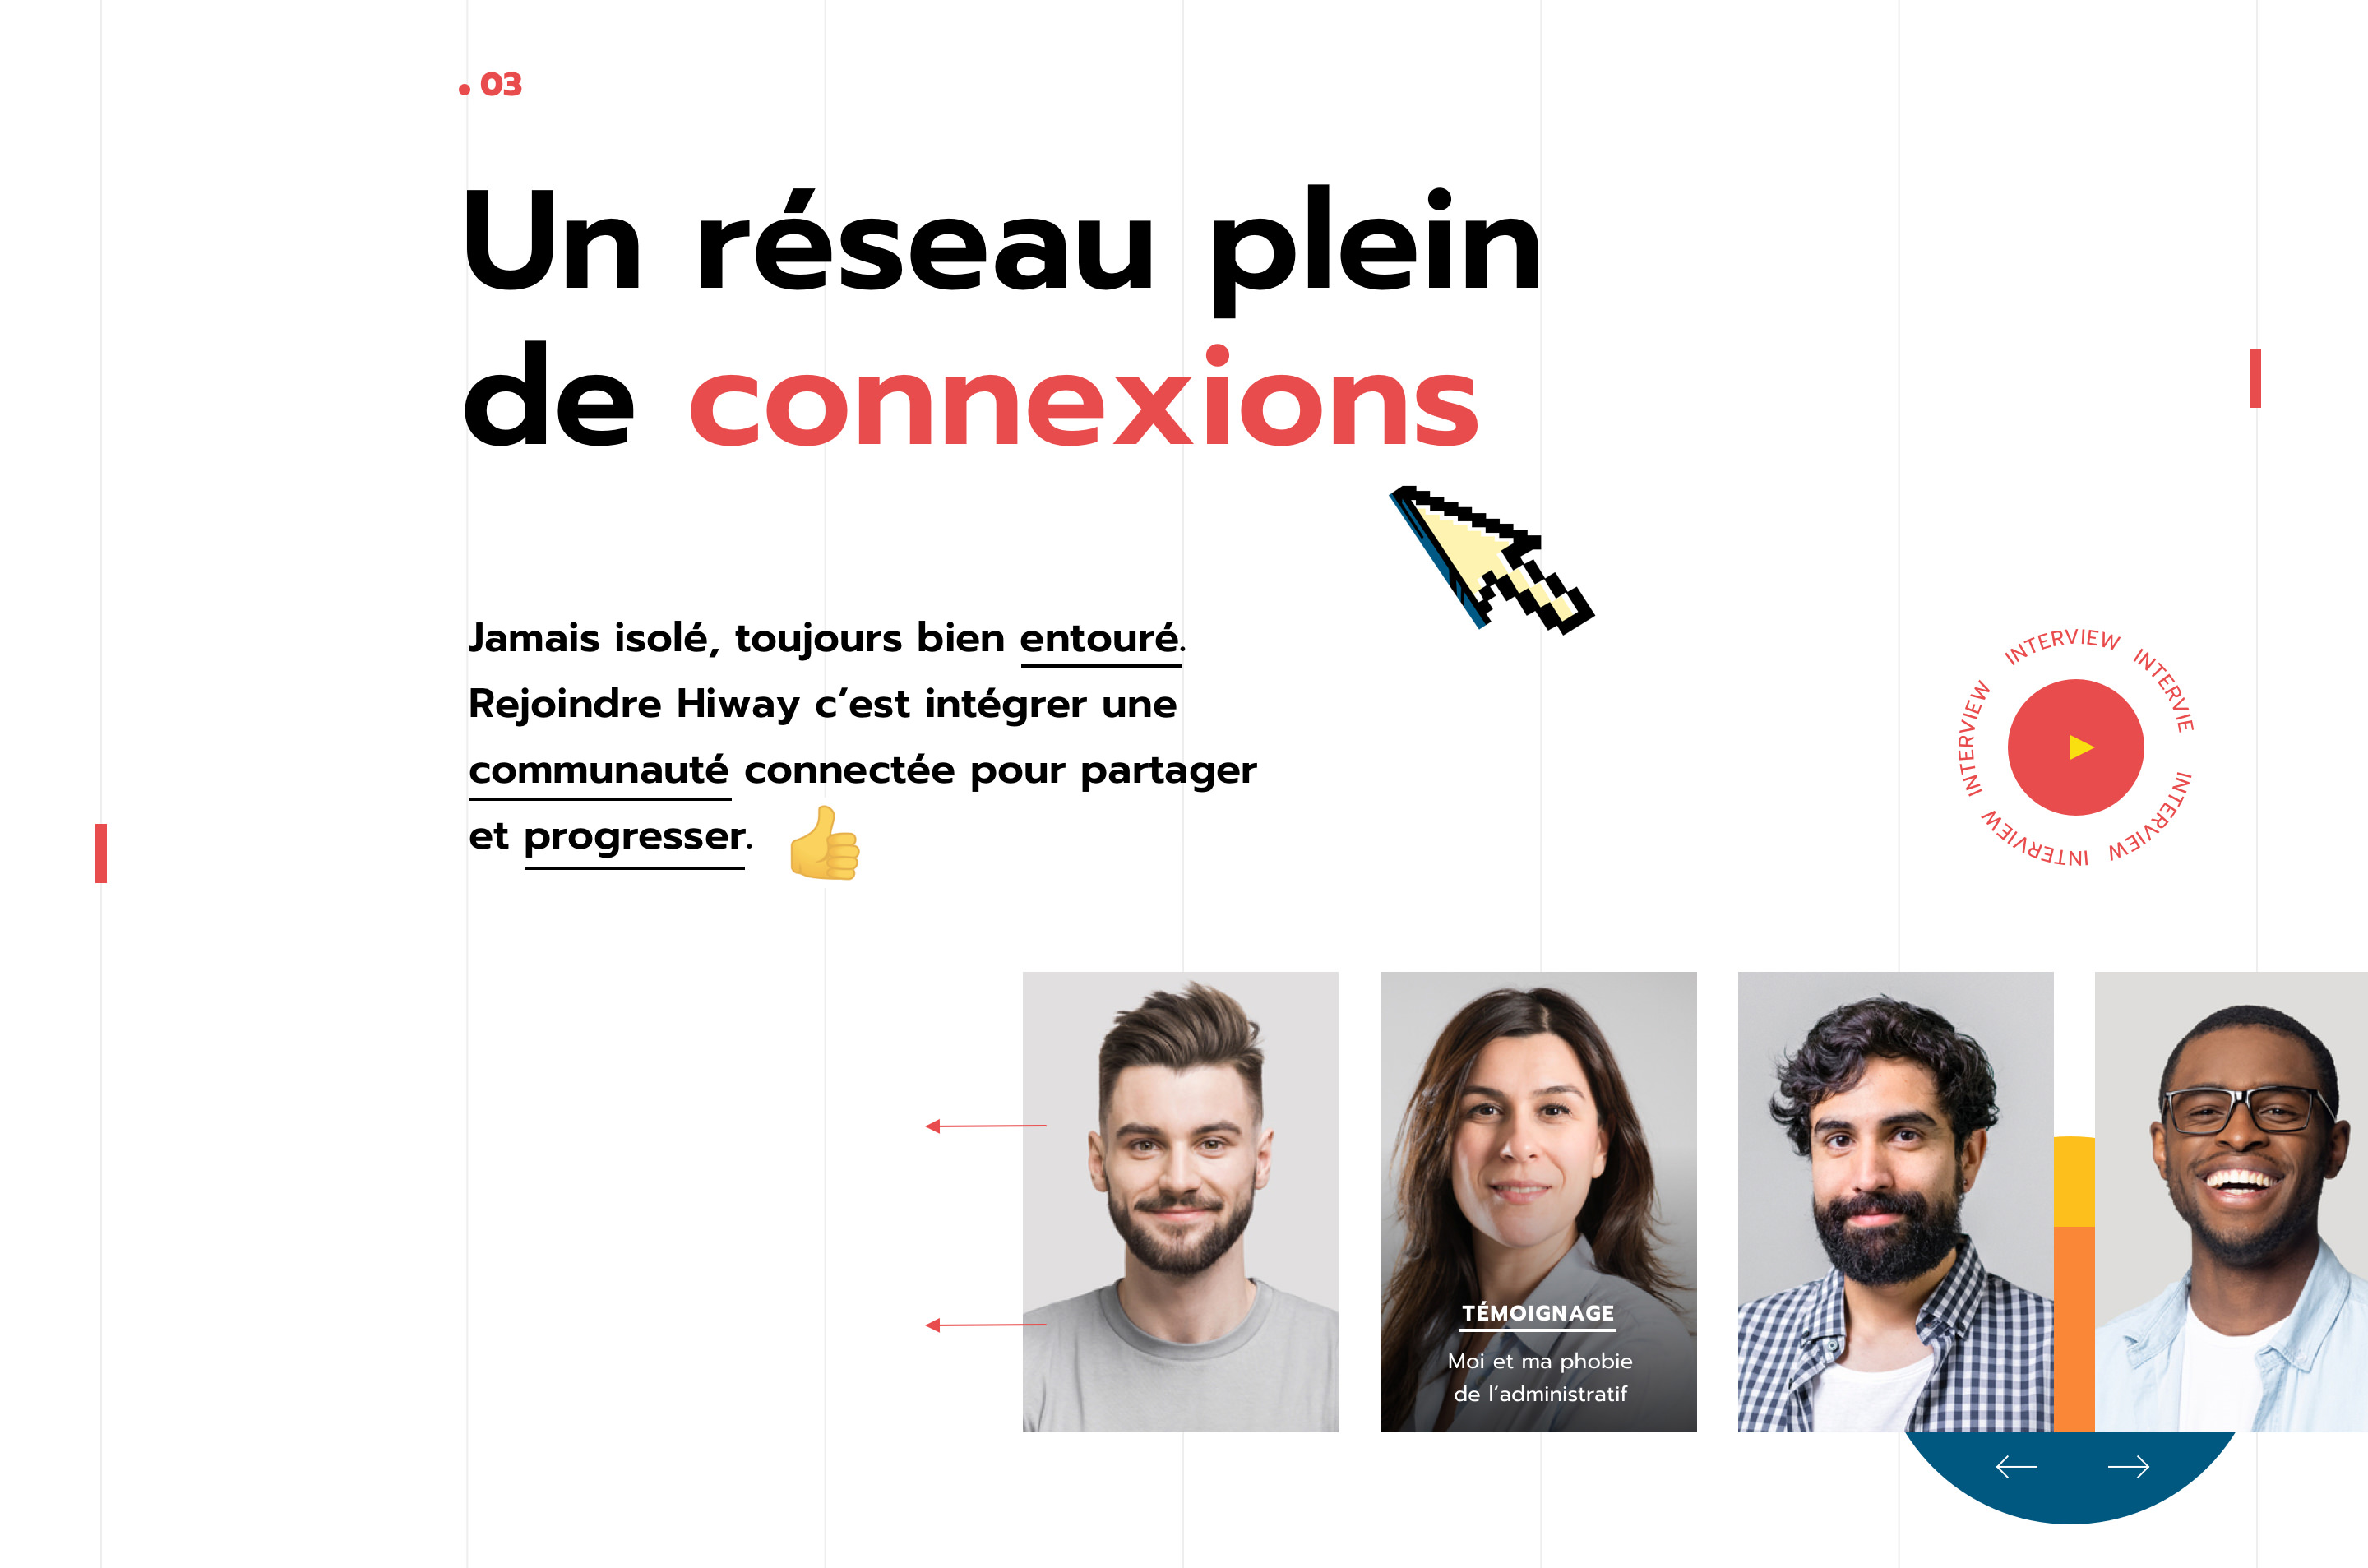 03
Un réseau plein
de connexions
Jamais isolé, toujours bien entouré.
Rejoindre Hiway c’est intégrer une
communauté connectée pour partager
et progresser.
INTERVIEW INTERVIE INTERVIEW INTERVIEW INTERVIEW
TÉMOIGNAGE
Moi et ma phobie
de l’administratif